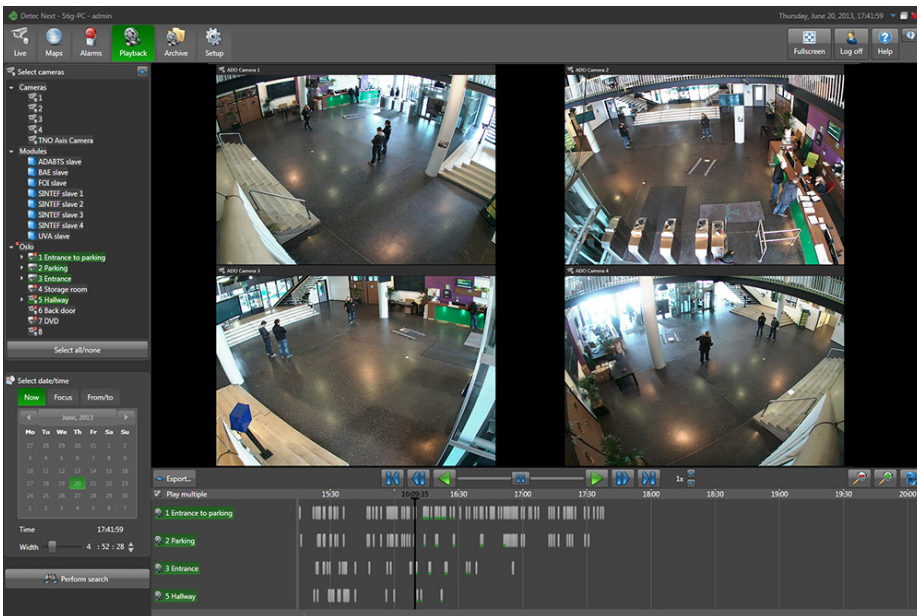 Detec Next - Stig-PC - admin
Thursday, June 20, 2013, 17:41:59
Live
Maps
Alarms
Playback
Archive
Setup
Fullscreen
Log off
Help
Select cameras
Cameras
1
2
3
4
TNO Axis Camera
Modules
ADABTS slave
BAE slave
FOI slave
SINTEF slave 1
SINTEF slave 2
SINTEF slave 3
SINTEF slave 4
UVA slave
Oslo
1 Entrance to parking
2 Parking
3 Entrance
4 Storage room
5 Hallway
6 Back door
7 DVD
8
Select all/none
ADO Camera 1
ADO Camera 2
ADO Camera 3
ADO Camera 4
Select date/time
Now Focus From/to
June, 2013
Mo Tu We Th Fr Sa Su
27 28 29 30 31 1 2
3 4 5 6 7 8 9
10 11 12 13 14 15 16
17 18 19 20 21 22 23
24 25 26 27 28 29 30
1 2 3 4 5 6 7
Time 17:41:59
Width 4 : 52 : 28
Perform search
Export...
1x
Play multiple
15:30 16:09:35 16:30 17:00 17:30 18:00 18:30 19:00 19:30 2000
1 Entrance to parking
2 Parking
3 Entrance
5 Hallway